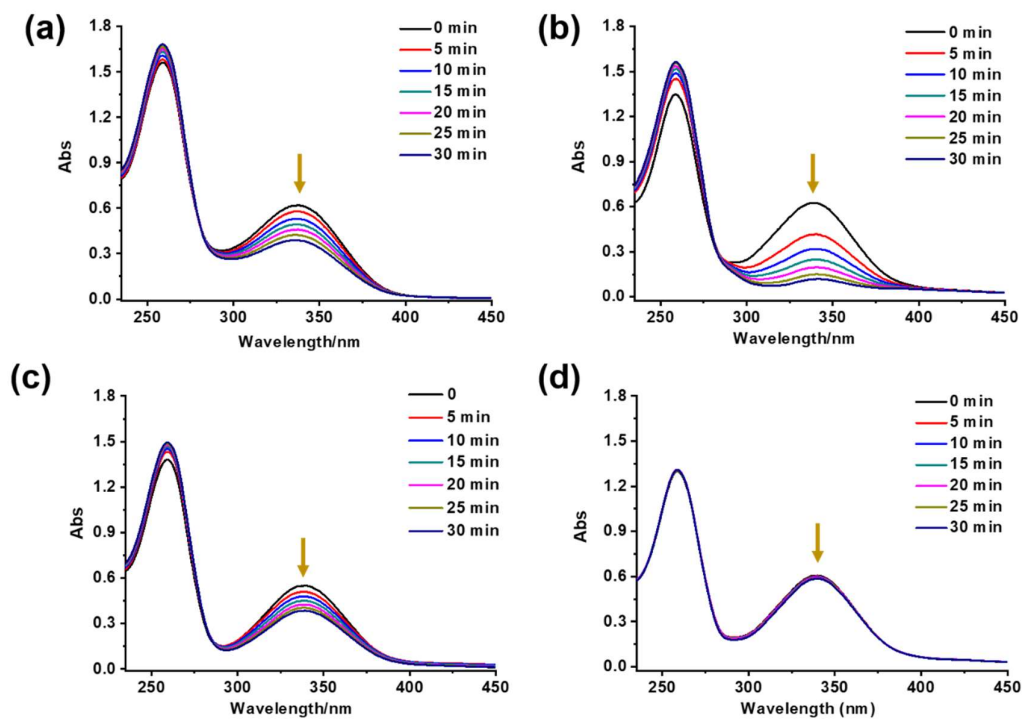 (a)
Abs
1.8
1.5
1.2
0.9
0.6
0.3
0.0
250 300 350 400 450
Wavelength/nm
0 min
5 min
10 min
15 min
20 min
25 min
30 min
(b)
Abs
1.8
1.5
1.2
0.9
0.6
0.3
0.0
250 300 350 400 450
Wavelength/nm
0 min
5 min
10 min
15 min
20 min
25 min
30 min
(c)
Abs
1.8
1.5
1.2
0.9
0.6
0.3
0.0
250 300 350 400 450
Wavelength/nm
0
5 min
10 min
15 min
20 min
25 min
30 min
(d)
Abs
1.8
1.5
1.2
0.9
0.6
0.3
0.0
250 300 350 400 450
Wavelength (nm)
0 min
5 min
10 min
15 min
20 min
25 min
30 min